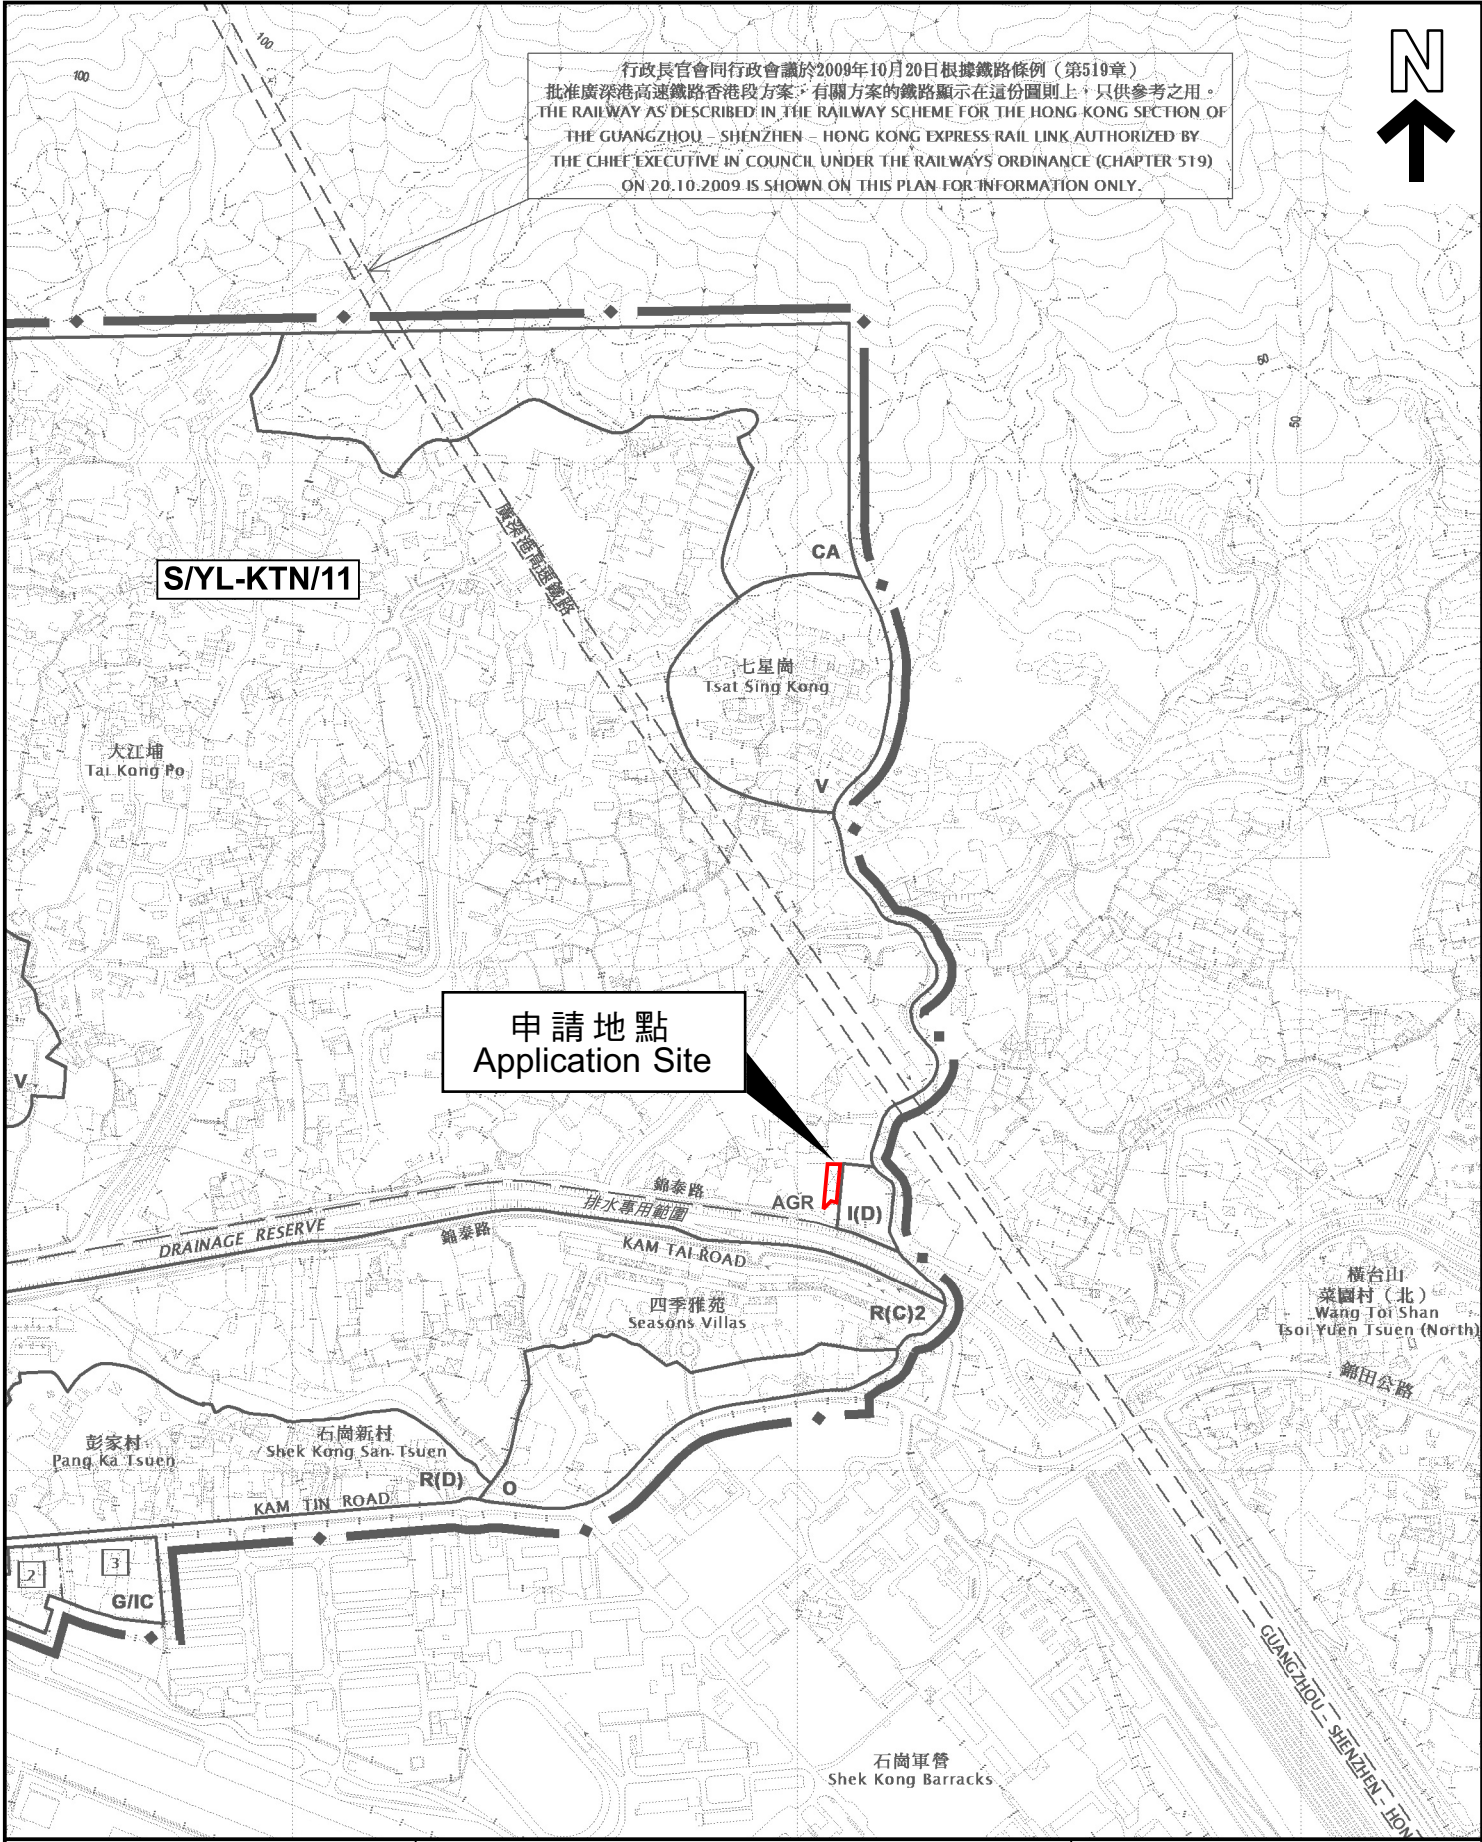 N
100
100
行政長官會同行政會議於2009年10月20日根據鐵路條例（第519章）
批准廣深港高速鐵路香港段方案，有關方案的鐵路顯示在這份圖則上，只供參考之用。
THE RAILWAY AS DESCRIBED IN THE RAILWAY SCHEME FOR THE HONG KONG SECTION OF
THE GUANGZHOU - SHENZHEN - HONG KONG EXPRESS RAIL LINK AUTHORIZED BY
THE CHIEF EXECUTIVE IN COUNCIL UNDER THE RAILWAYS ORDINANCE (CHAPTER 519)
ON 20.10.2009 IS SHOWN ON THIS PLAN FOR INFORMATION ONLY.
50
50
廣深港高速鐵路
CA
S/YL-KTN/11
七星崗
Tsat Sing Kong
大江埔
Tai Kong Po
V
申請地點
Application Site
V
錦泰路
AGR
I(D)
排水專用範圍
DRAINAGE RESERVE
錦泰路
KAM TAI ROAD
四季雅苑
Seasons Villas
R(C)2
橫台山
菜園村（北）
Wang Toi Shan
Tsoi Yuen Tsuen (North)
錦田公路
彭家村
Pang Ka Tsuen
石崗新村
Shek Kong San Tsuen
R(D)
O
KAM TIN ROAD
2
3
G/IC
GUANGZHOU - SHENZHEN - HON
石崗軍營
Shek Kong Barracks